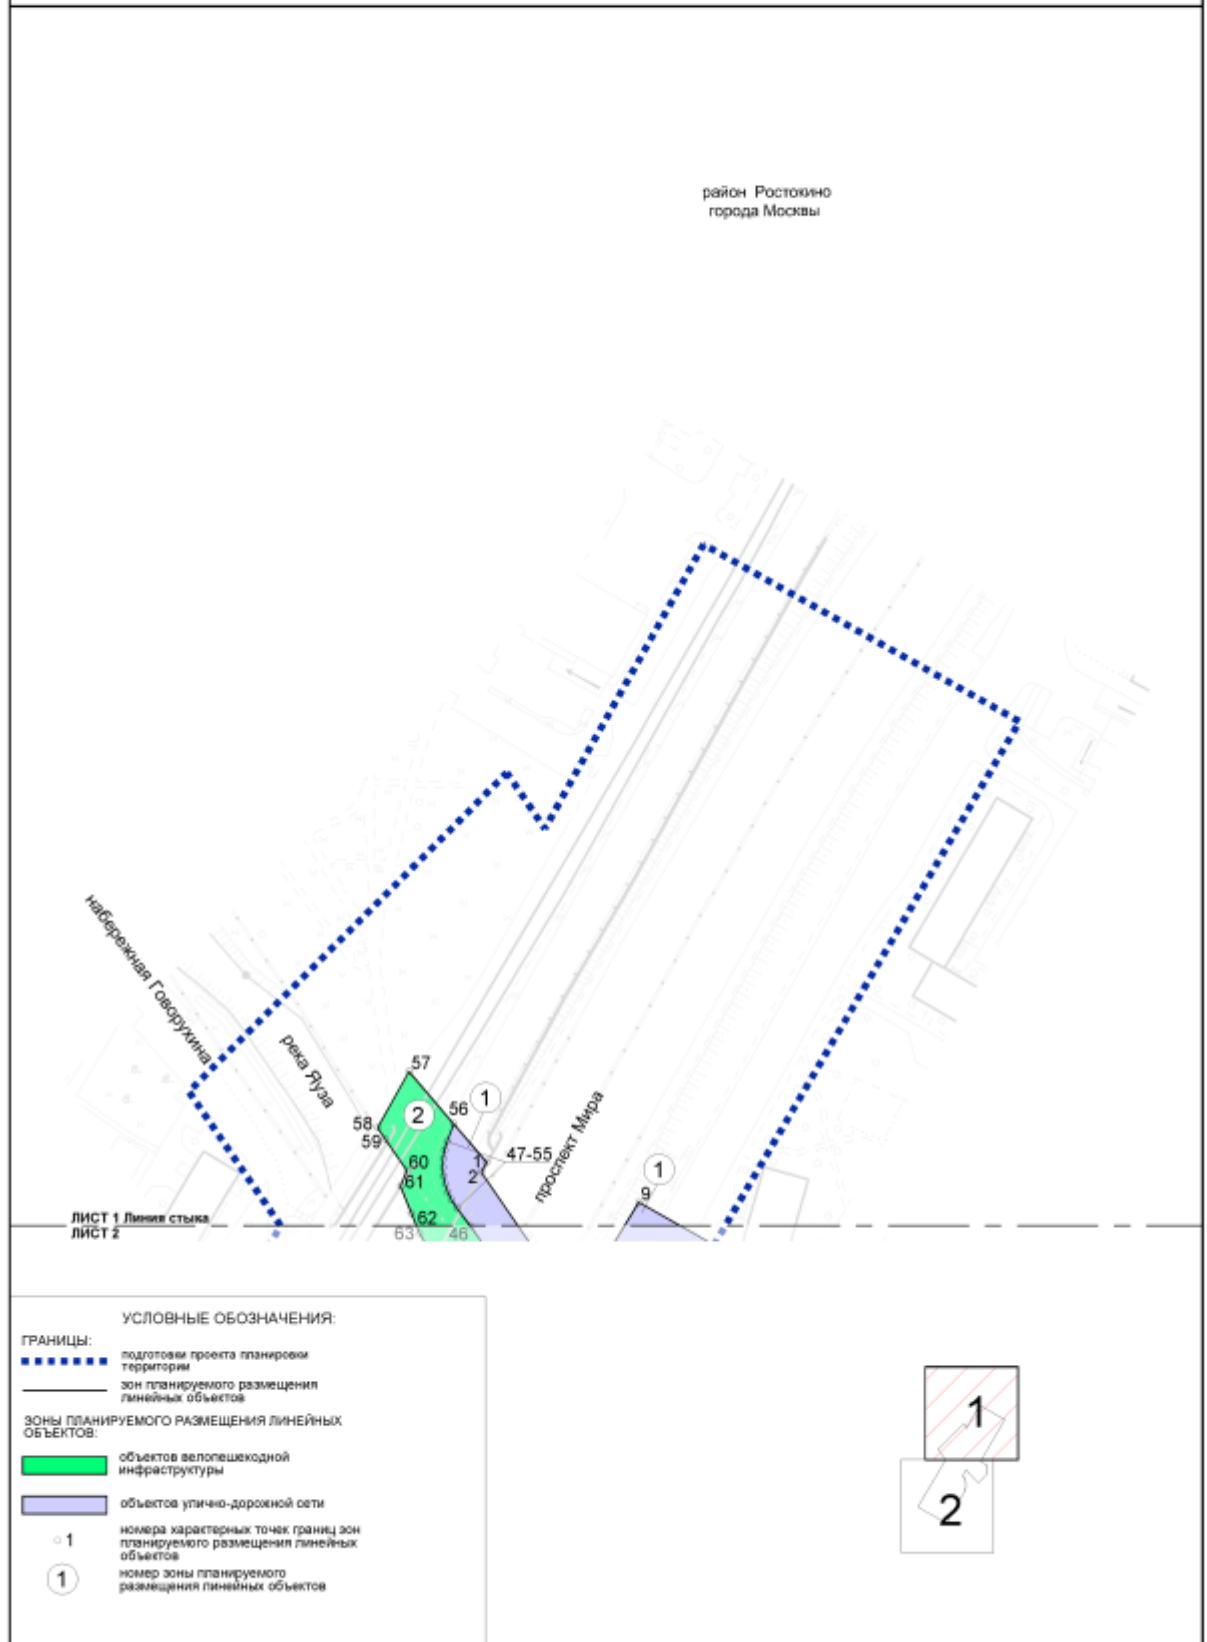 район Ростокино
города Москвы
набережная Говорухина
река Яуза
57
2
56
1
58
59
60
61
1
2
47-55
проспект Мира
1
9
62
63
46
ЛИСТ 1 Линия стыка
ЛИСТ 2
УСЛОВНЫЕ ОБОЗНАЧЕНИЯ:
ГРАНИЦЫ:
подготовки проекта планировки
территории
зон планируемого размещения
линейных объектов
ЗОНЫ ПЛАНИРУЕМОГО РАЗМЕЩЕНИЯ ЛИНЕЙНЫХ
ОБЪЕКТОВ:
объектов велопешеходной
инфраструктуры
объектов улично-дорожной сети
1
номера характерных точек границ зон
планируемого размещения линейных
объектов
1
номер зоны планируемого
размещения линейных объектов
1
2